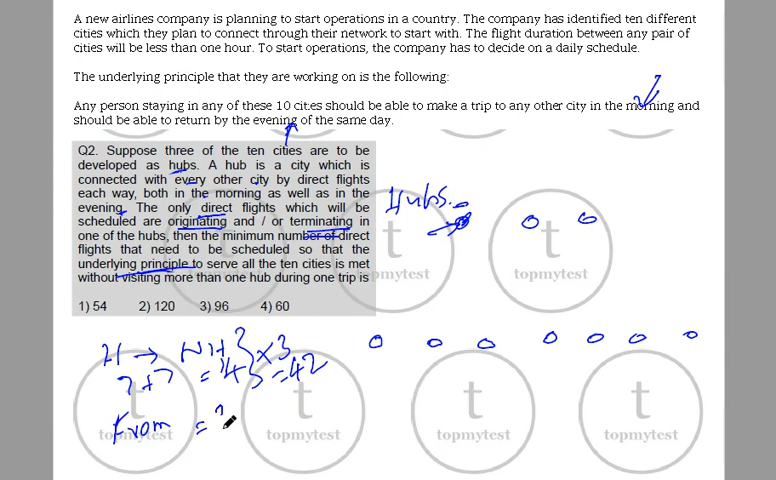 A new airlines company is planning to start operations in a country. The company has identified ten different
cities which they plan to connect through their network to start with. The flight duration between any pair of
cities will be less than one hour. To start operations, the company has to decide on a daily schedule.
The underlying principle that they are working on is the following:
Any person staying in any of these 10 cities should be able to make a trip to any other city in the morning and
should be able to return by the evening of the same day.
Q2. Suppose three of the ten cities are to be
developed as hubs. A hub is a city which is
connected with every other city by direct flights
each way, both in the morning as well as in the
evening. The only direct flights which will be
scheduled are originating and / or terminating in
one of the hubs, then the minimum number of direct
flights that need to be scheduled so that the
underlying principle to serve all the ten cities is met
without visiting more than one hub during one trip is
1) 54 2) 120 3) 96 4) 60
Hubs
H → NH } × 3
7+7 = 14 } = 42
From =
t
topmytest
t
topmytest
t
topmytest
t
topmytest
t
topmytest
t
topmytest